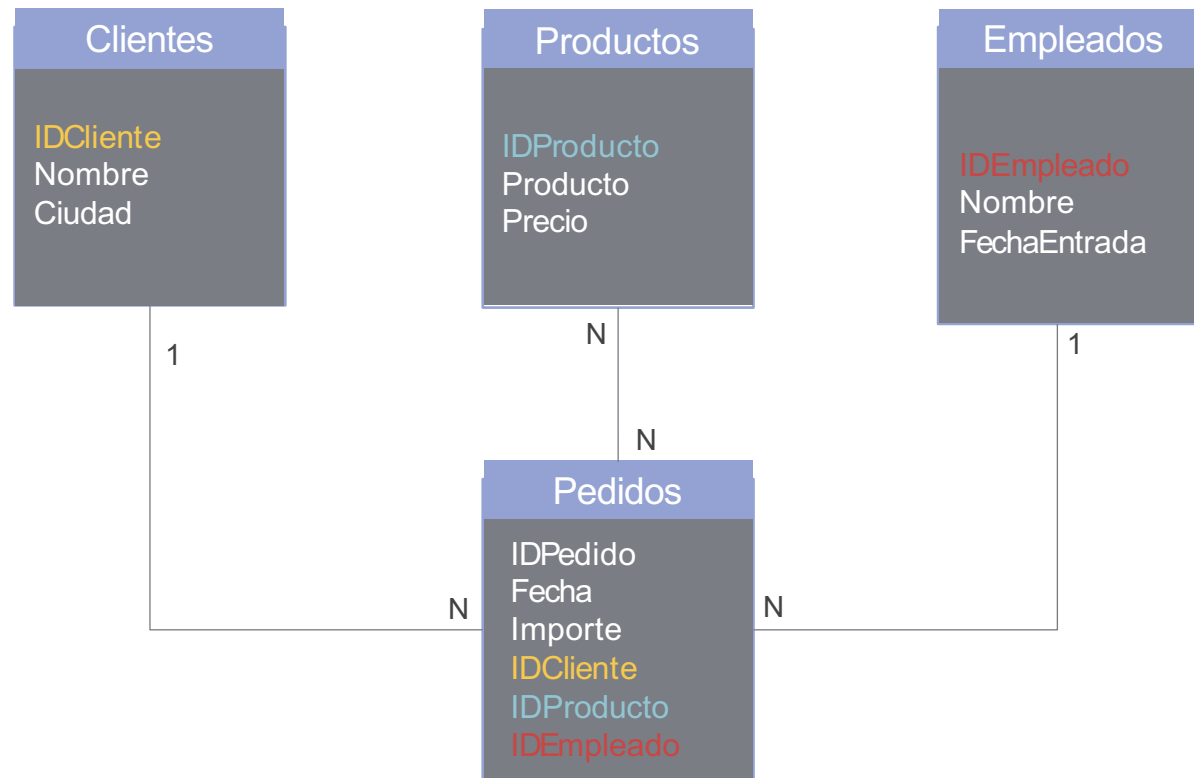 Clientes
IDCliente
Nombre
Ciudad
Productos
IDProducto
Producto
Precio
Empleados
IDEmpleado
Nombre
FechaEntrada
1
N
1
N
N
N
Pedidos
IDPedido
Fecha
Importe
IDCliente
IDProducto
IDEmpleado